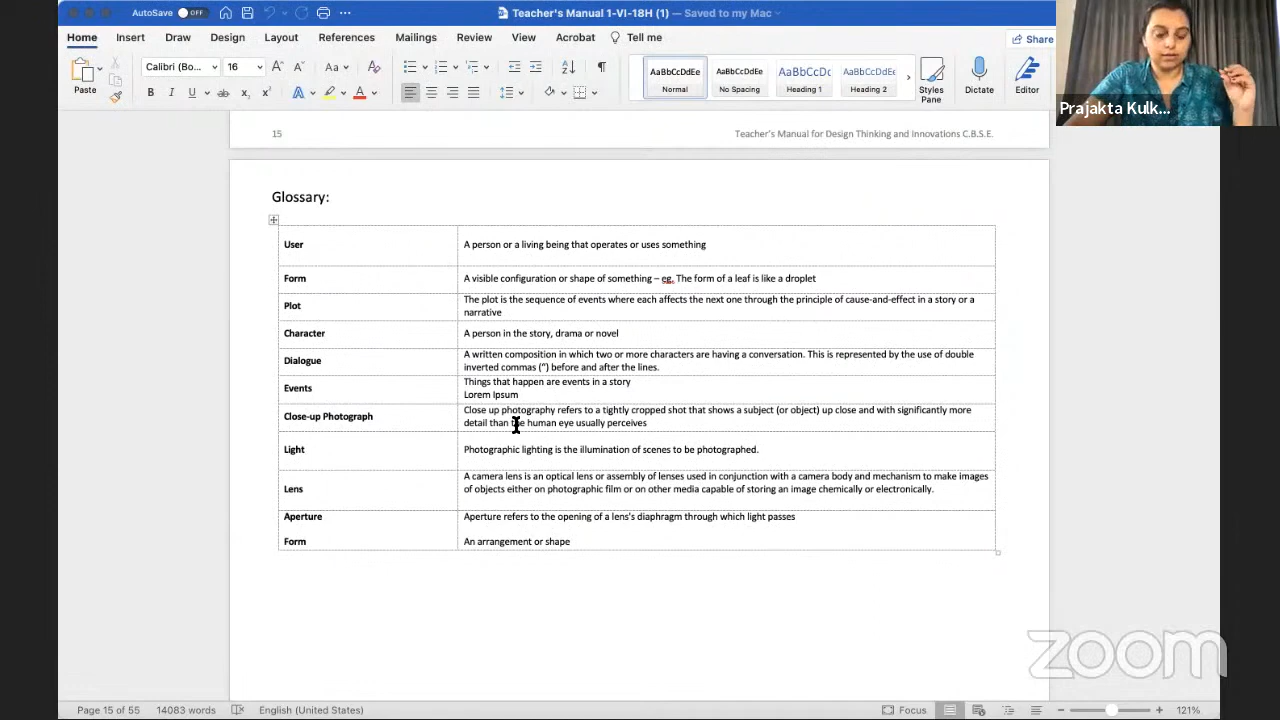 AutoSave OFF
Teacher's Manual 1-VI-18H (1) — Saved to my Mac
Home Insert Draw Design Layout References Mailings Review View Acrobat Tell me
Share
Calibri (Bo... 16
Paste
AaBbCcDdEe AaBbCcDdEe AaBbCcDc AaBbCcDdEe
Normal No Spacing Heading 1 Heading 2
Styles Pane
Dictate
Editor
Prajakta Kulk...
15 Teacher's Manual for Design Thinking and Innovations C.B.S.E.
Glossary:
User A person or a living being that operates or uses something
Form A visible configuration or shape of something – eg. The form of a leaf is like a droplet
Plot The plot is the sequence of events where each affects the next one through the principle of cause-and-effect in a story or a
narrative
Character A person in the story, drama or novel
Dialogue A written composition in which two or more characters are having a conversation. This is represented by the use of double
inverted commas (“) before and after the lines.
Events Things that happen are events in a story
Lorem Ipsum
Close-up Photograph Close up photography refers to a tightly cropped shot that shows a subject (or object) up close and with significantly more
detail than the human eye usually perceives
Light Photographic lighting is the illumination of scenes to be photographed.
Lens A camera lens is an optical lens or assembly of lenses used in conjunction with a camera body and mechanism to make images
of objects either on photographic film or on other media capable of storing an image chemically or electronically.
Aperture Aperture refers to the opening of a lens's diaphragm through which light passes
Form An arrangement or shape
zoom
Page 15 of 55 14083 words English (United States) Focus 121%